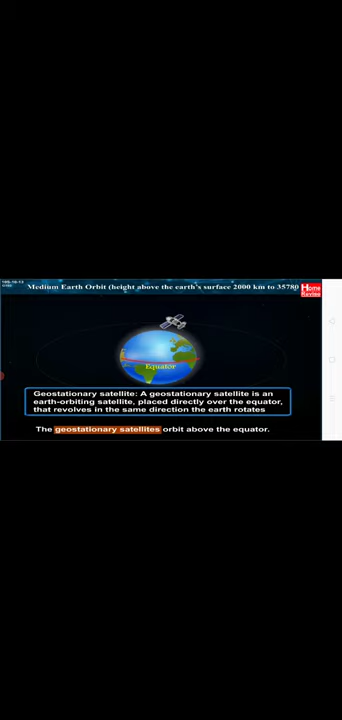 Medium Earth Orbit (height above the earth's surface 2000 km to 35780
Home
Revise
Equator
Geostationary satellite: A geostationary satellite is an
earth-orbiting satellite, placed directly over the equator,
that revolves in the same direction the earth rotates
The geostationary satellites orbit above the equator.